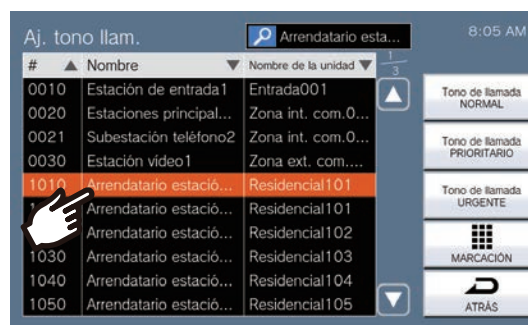 Aj. tono llam.
Arrendatario esta...
8:05 AM
# Nombre Nombre de la unidad
1
3
0010 Estación de entrada1 Entrada001
0020 Estaciones principal... Zona int. com.0...
0021 Subestación teléfono2 Zona int. com.0...
0030 Estación vídeo1 Zona ext. com....
1010 Arrendatario estació... Residencial101
Arrendatario estació... Residencial101
Arrendatario estació... Residencial102
1030 Arrendatario estació... Residencial103
1040 Arrendatario estació... Residencial104
1050 Arrendatario estació... Residencial105
Tono de llamada
NORMAL
Tono de llamada
PRIORITARIO
Tono de llamada
URGENTE
MARCACIÓN
ATRÁS